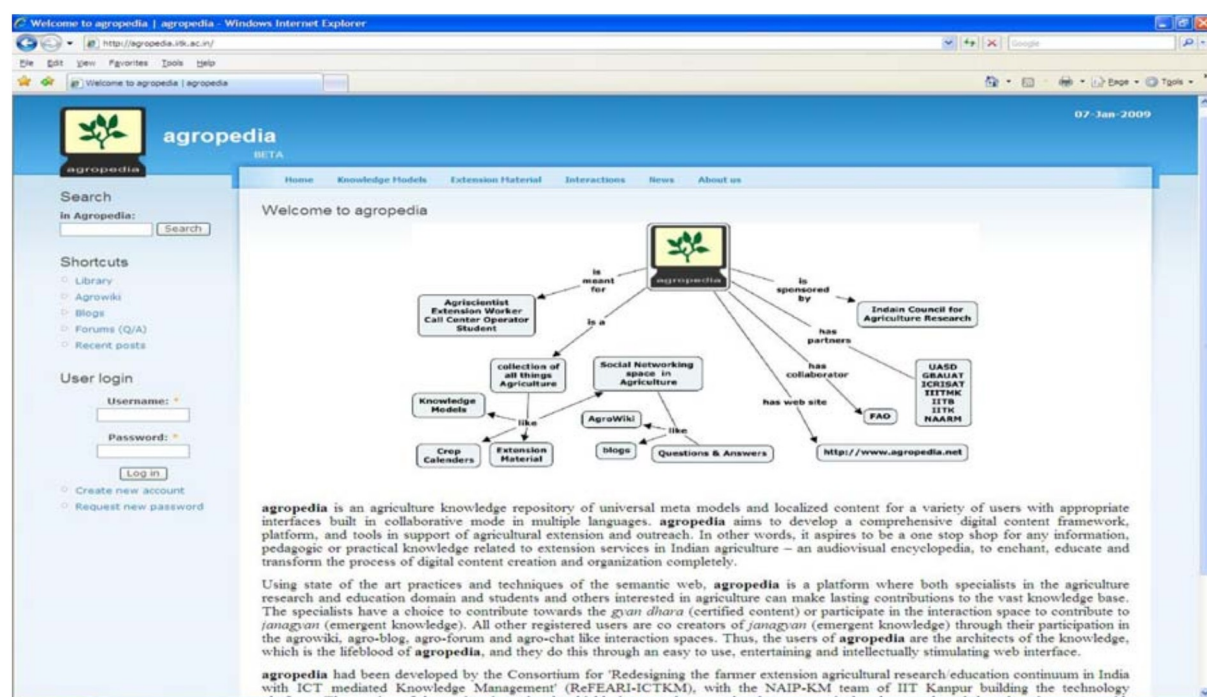 Welcome to agropedia | agropedia - Windows Internet Explorer
http://agropedia.iitk.ac.in/
Google
File Edit View Favorites Tools Help
Welcome to agropedia | agropedia
Page Tools
07-Jan-2009
agropedia
agropedia
BETA
Home Knowledge Models Extension Material Interactions News About us
Search
in Agropedia:
Search
Shortcuts
Library
Agrowiki
Blogs
Forums (Q/A)
Recent posts
User login
Username: *
Password: *
Log in
Create new account
Request new password
Welcome to agropedia
agropedia
is
meant
for
Agriscientist
Extension Worker
Call Center Operator
Student
is
sponsored
by
Indain Council for
Agriculture Research
is a
has
partners
collection of
all things
Agriculture
Social Networking
space in
Agriculture
has
collaborator
UASD
GBAUAT
ICRISAT
IIITMK
IITB
IITK
NAARM
Knowledge
Models
like
AgroWiki
like
has web site
FAO
Crop
Calenders
Extension
Material
blogs
Questions & Answers
http://www.agropedia.net
agropedia is an agriculture knowledge repository of universal meta models and localized content for a variety of users with appropriate
interfaces built in collaborative mode in multiple languages. agropedia aims to develop a comprehensive digital content framework,
platform, and tools in support of agricultural extension and outreach. In other words, it aspires to be a one stop shop for any information,
pedagogic or practical knowledge related to extension services in Indian agriculture – an audiovisual encyclopedia, to enchant, educate and
transform the process of digital content creation and organization completely.
Using state of the art practices and techniques of the semantic web, agropedia is a platform where both specialists in the agriculture
research and education domain and students and others interested in agriculture can make lasting contributions to the vast knowledge base.
The specialists have a choice to contribute towards the gyan dhara (certified content) or participate in the interaction space to contribute to
janagyan (emergent knowledge). All other registered users are co creators of janagyan (emergent knowledge) through their participation in
the agrowiki, agro-blog, agro-forum and agro-chat like interaction spaces. Thus, the users of agropedia are the architects of the knowledge,
which is the lifeblood of agropedia, and they do this through an easy to use, entertaining and intellectually stimulating web interface.
agropedia had been developed by the Consortium for 'Redesigning the farmer extension agricultural research/education continuum in India
with ICT mediated Knowledge Management' (ReFEARI-ICTKM), with the NAIP-KM team of IIT Kanpur building the technology